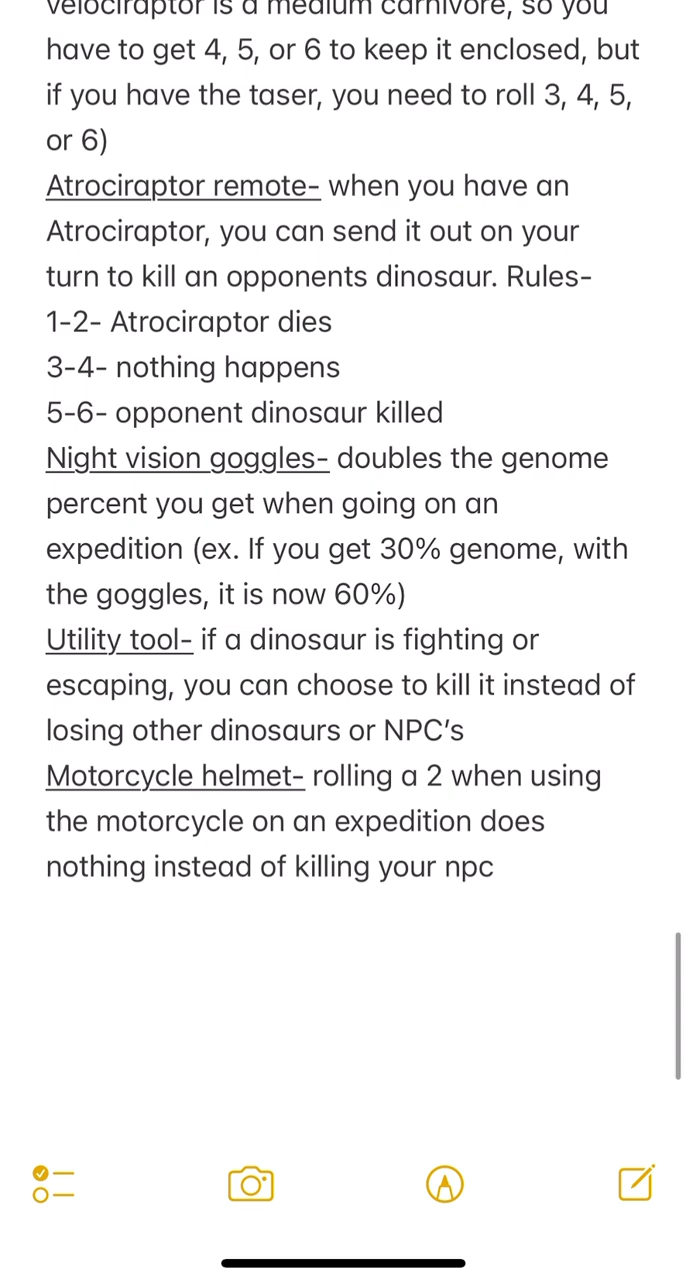 velociraptor is a medium carnivore, so you
have to get 4, 5, or 6 to keep it enclosed, but
if you have the taser, you need to roll 3, 4, 5,
or 6)
Atrociraptor remote- when you have an
Atrociraptor, you can send it out on your
turn to kill an opponents dinosaur. Rules-
1-2- Atrociraptor dies
3-4- nothing happens
5-6- opponent dinosaur killed
Night vision goggles- doubles the genome
percent you get when going on an
expedition (ex. If you get 30% genome, with
the goggles, it is now 60%)
Utility tool- if a dinosaur is fighting or
escaping, you can choose to kill it instead of
losing other dinosaurs or NPC’s
Motorcycle helmet- rolling a 2 when using
the motorcycle on an expedition does
nothing instead of killing your npc